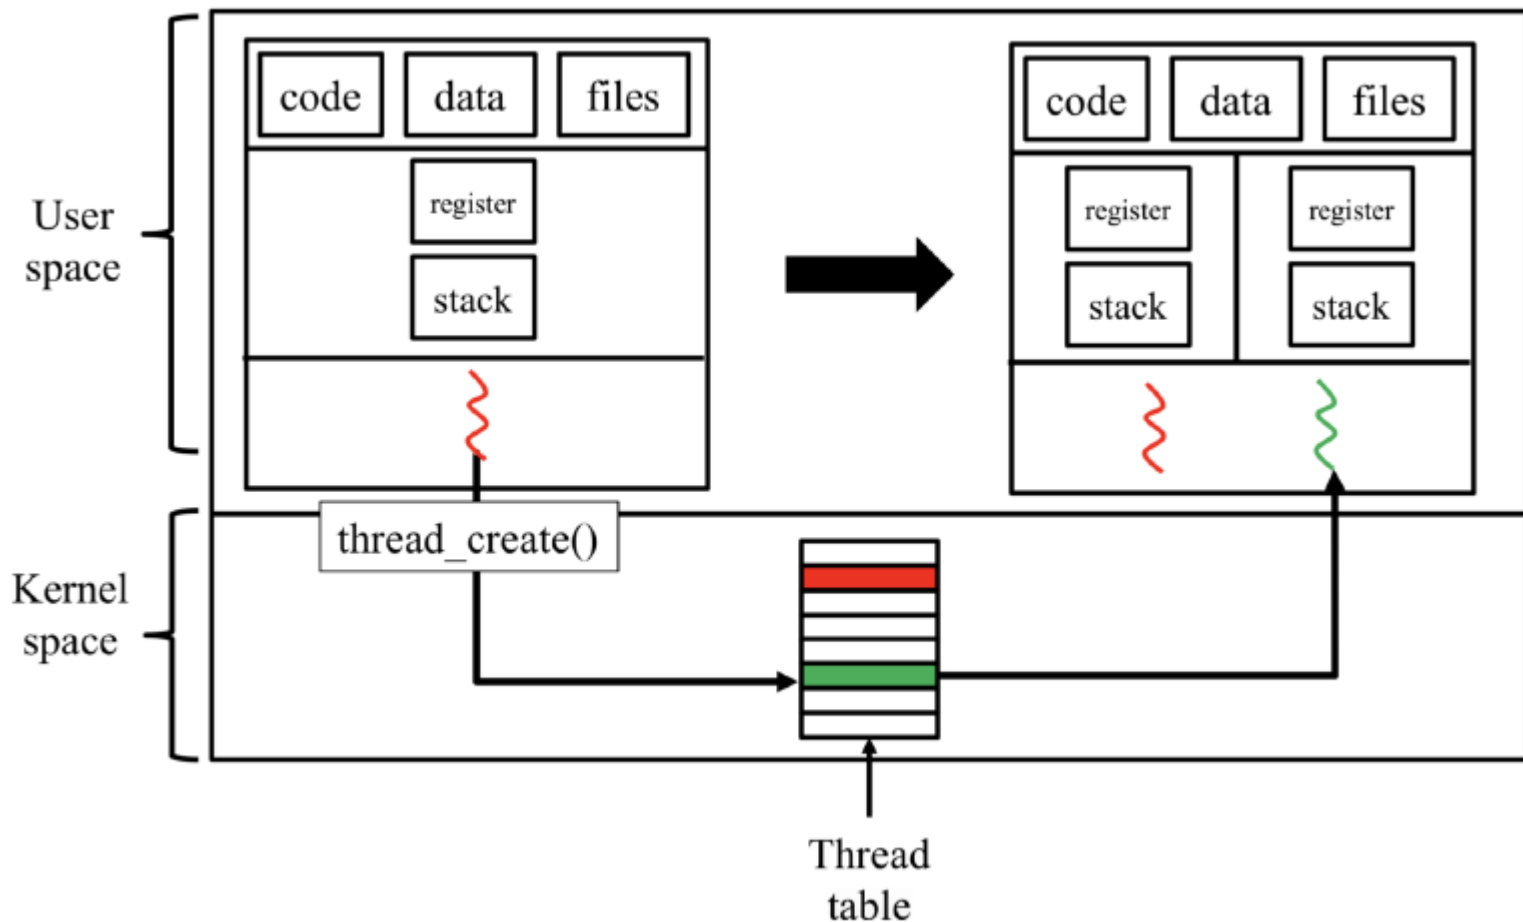 code data files
code data files
register
register register
User
space
stack
stack stack
thread_create()
Kernel
space
Thread
table